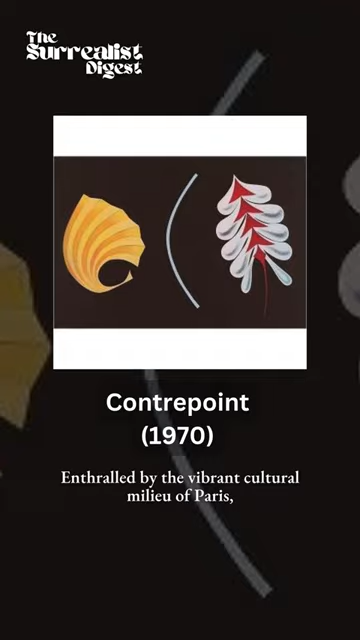 The
Surrealist
Digest
Contrepoint
(1970)
Enthralled by the vibrant cultural
milieu of Paris,